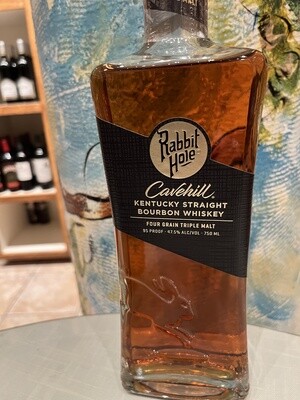 Rabbit
Hole
Cavehill.
KENTUCKY STRAIGHT
BOURBON WHISKEY
FOUR GRAIN TRIPLE MALT
95 PROOF · 47.5% ALC/VOL · 750 ML